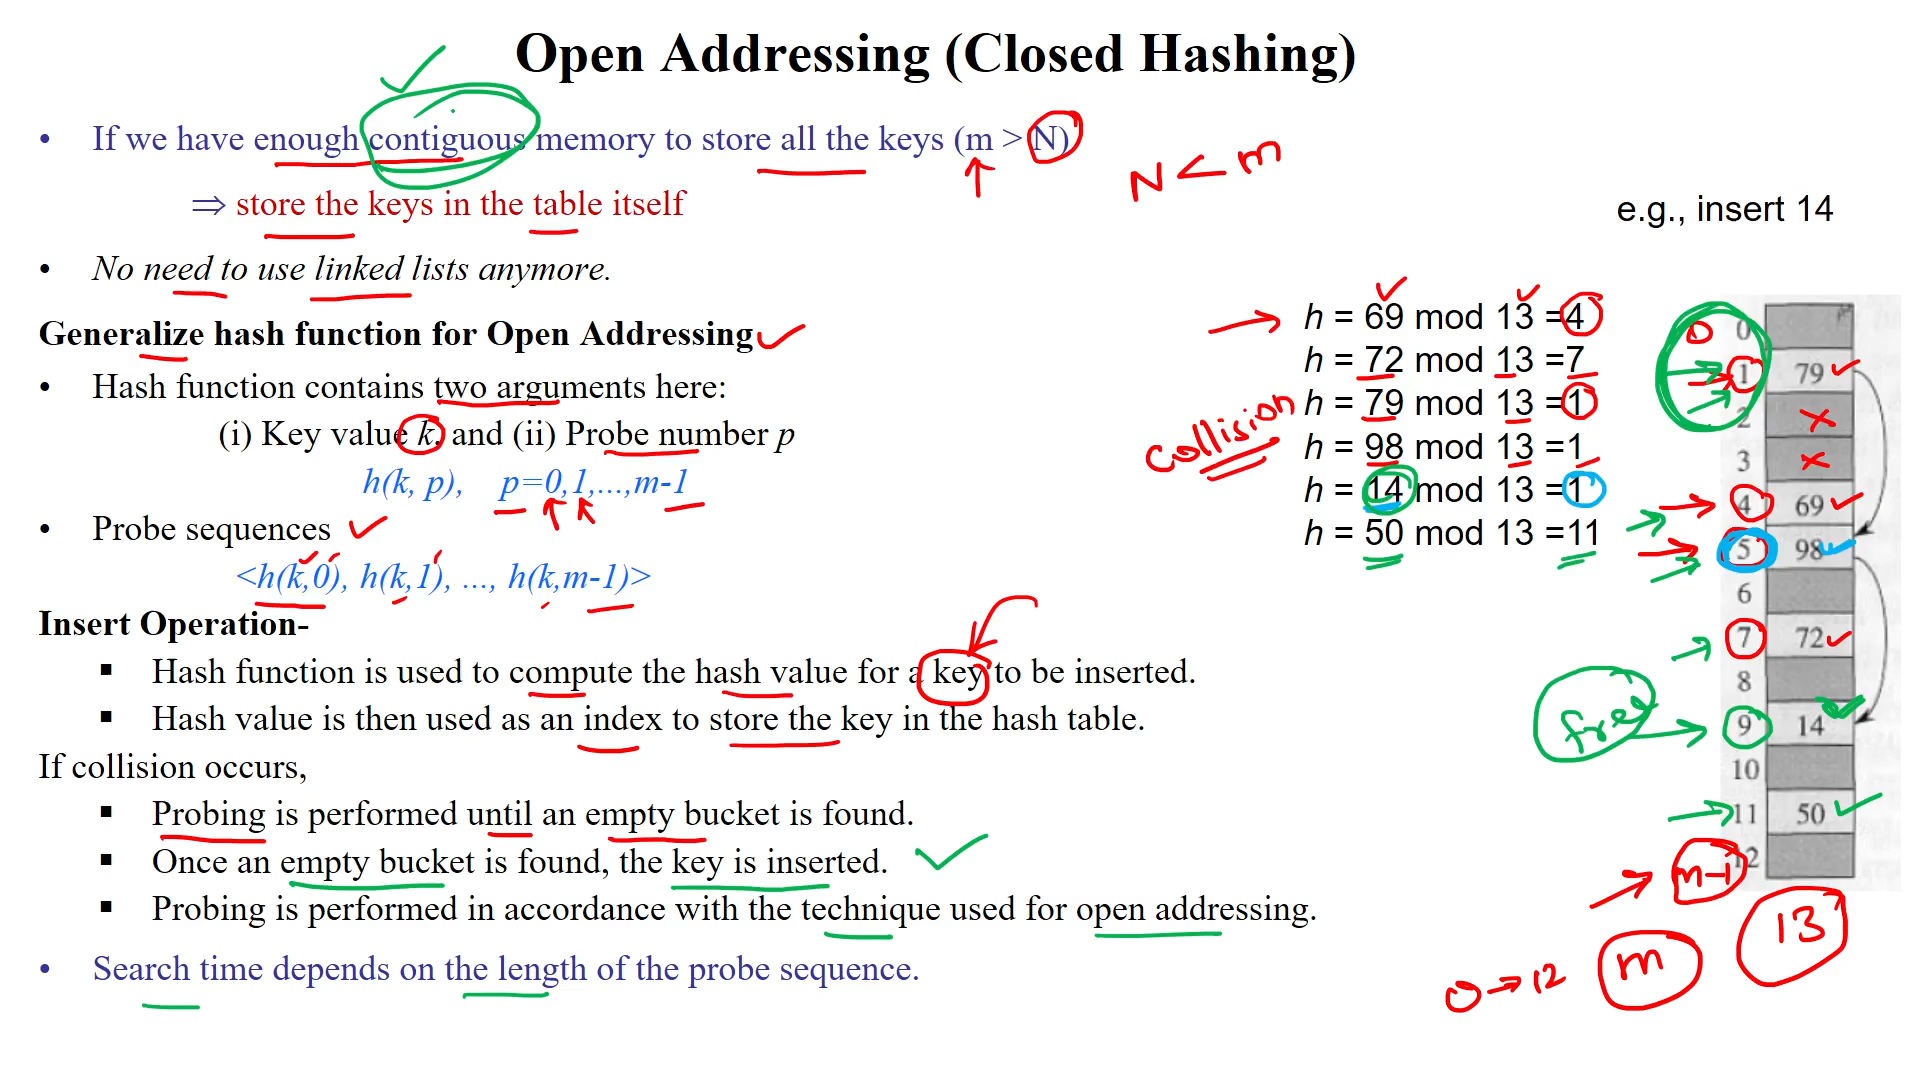 Open Addressing (Closed Hashing)
• If we have enough contiguous memory to store all the keys (m > N)
N < m
⇒ store the keys in the table itself
e.g., insert 14
• No need to use linked lists anymore.
Generalize hash function for Open Addressing
• Hash function contains two arguments here:
(i) Key value k, and (ii) Probe number p
h(k, p), p=0,1,...,m-1
• Probe sequences
<h(k,0), h(k,1), ..., h(k,m-1)>
Insert Operation-
▪ Hash function is used to compute the hash value for a key to be inserted.
▪ Hash value is then used as an index to store the key in the hash table.
If collision occurs,
▪ Probing is performed until an empty bucket is found.
▪ Once an empty bucket is found, the key is inserted.
▪ Probing is performed in accordance with the technique used for open addressing.
• Search time depends on the length of the probe sequence.
h = 69 mod 13 =4
h = 72 mod 13 =7
h = 79 mod 13 =1
h = 98 mod 13 =1
h = 14 mod 13 =1
h = 50 mod 13 =11
Collision
0 0
1 79
2
3
4 69
5 98
6
7 72
8
free
9 14
10
11 50
12
m-1
13
m
0→12